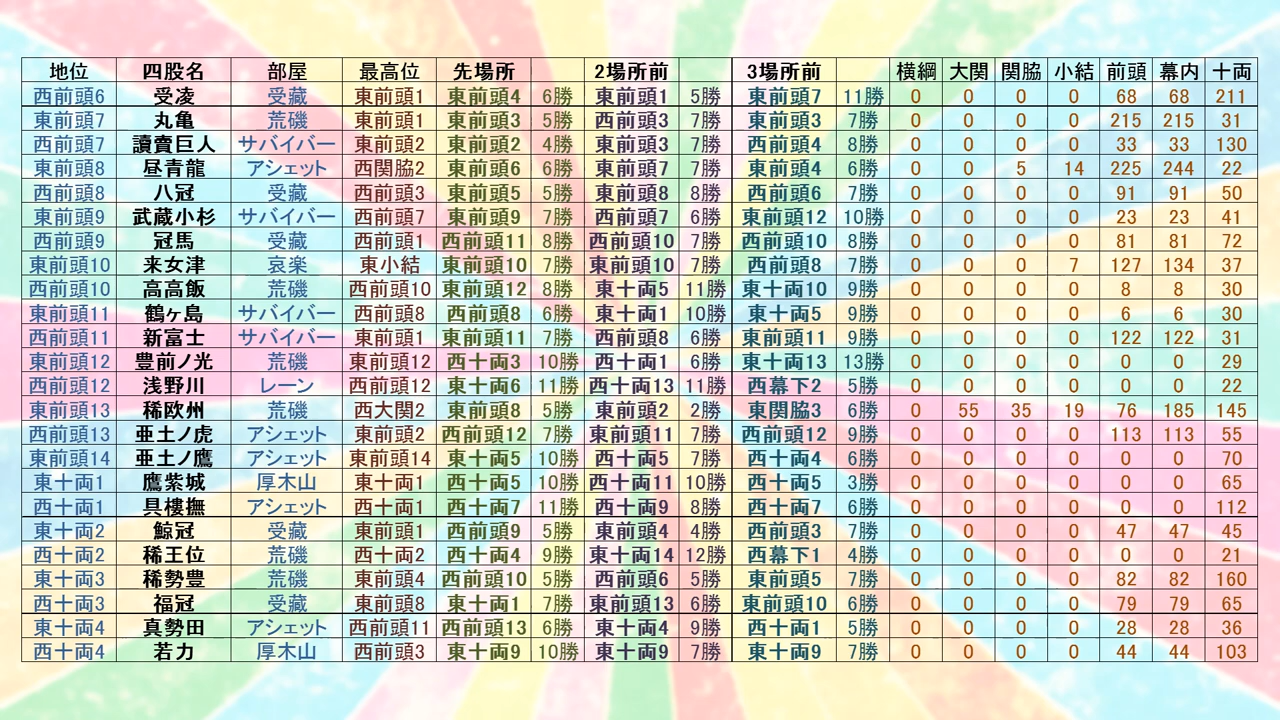 地位 四股名 部屋 最高位 先場所 2場所前 3場所前 横綱 大関 関脇 小結 前頭 幕内 十両
西前頭6 受凌 受藏 東前頭1 東前頭4 6勝 東前頭1 5勝 東前頭7 11勝 0 0 0 0 68 68 211
東前頭7 丸亀 荒磯 東前頭1 東前頭3 5勝 西前頭3 7勝 東前頭3 7勝 0 0 0 0 215 215 31
西前頭7 讀賣巨人 サバイバー 東前頭2 東前頭2 4勝 東前頭3 7勝 西前頭4 8勝 0 0 0 0 33 33 130
東前頭8 昼青龍 アシェット 西関脇2 東前頭6 6勝 東前頭7 7勝 東前頭4 6勝 0 0 5 14 225 244 22
西前頭8 八冠 受藏 西前頭3 東前頭5 5勝 東前頭8 8勝 西前頭6 7勝 0 0 0 0 91 91 50
東前頭9 武蔵小杉 サバイバー 西前頭7 東前頭9 7勝 西前頭7 6勝 東前頭12 10勝 0 0 0 0 23 23 41
西前頭9 冠馬 受藏 西前頭1 西前頭11 8勝 西前頭10 7勝 西前頭10 8勝 0 0 0 0 81 81 72
東前頭10 来女津 哀楽 東小結 東前頭10 7勝 東前頭10 7勝 西前頭8 7勝 0 0 0 7 127 134 37
西前頭10 高高飯 荒磯 西前頭10 東前頭12 8勝 東十両5 11勝 東十両10 9勝 0 0 0 0 8 8 30
東前頭11 鶴ヶ島 サバイバー 西前頭8 西前頭8 6勝 東十両1 10勝 東十両5 9勝 0 0 0 0 6 6 30
西前頭11 新富士 サバイバー 東前頭1 東前頭11 7勝 西前頭8 6勝 東前頭11 9勝 0 0 0 0 122 122 31
東前頭12 豊前ノ光 荒磯 東前頭12 西十両3 10勝 西十両1 6勝 東十両13 13勝 0 0 0 0 0 0 29
西前頭12 浅野川 レーン 西前頭12 東十両6 11勝 西十両13 11勝 西幕下2 5勝 0 0 0 0 0 0 22
東前頭13 稀欧州 荒磯 西大関2 東前頭8 5勝 東前頭2 2勝 東関脇3 6勝 0 55 35 19 76 185 145
西前頭13 亜土ノ虎 アシェット 東前頭2 西前頭12 7勝 東前頭11 7勝 西前頭12 9勝 0 0 0 0 113 113 55
東前頭14 亜土ノ鷹 アシェット 東前頭14 東十両5 10勝 西十両5 7勝 西十両4 6勝 0 0 0 0 0 0 70
東十両1 鷹紫城 厚木山 東十両1 西十両5 10勝 西十両11 10勝 西十両5 3勝 0 0 0 0 0 0 65
西十両1 具樓撫 アシェット 西十両1 西十両7 11勝 西十両9 8勝 西十両7 6勝 0 0 0 0 0 0 112
東十両2 鯨冠 受藏 東前頭1 西前頭9 5勝 東前頭4 4勝 西前頭3 7勝 0 0 0 0 47 47 45
西十両2 稀王位 荒磯 西十両2 西十両4 9勝 東十両14 12勝 西幕下1 4勝 0 0 0 0 0 0 21
東十両3 稀勢豊 荒磯 東前頭4 西前頭10 5勝 西前頭6 5勝 東前頭5 7勝 0 0 0 0 82 82 160
西十両3 福冠 受藏 東前頭8 東十両1 7勝 東前頭13 6勝 東前頭10 6勝 0 0 0 0 79 79 65
東十両4 真勢田 アシェット 西前頭11 西前頭13 6勝 東十両4 9勝 西十両1 5勝 0 0 0 0 28 28 36
西十両4 若力 厚木山 西前頭3 東十両9 10勝 東十両9 7勝 東十両9 7勝 0 0 0 0 44 44 103